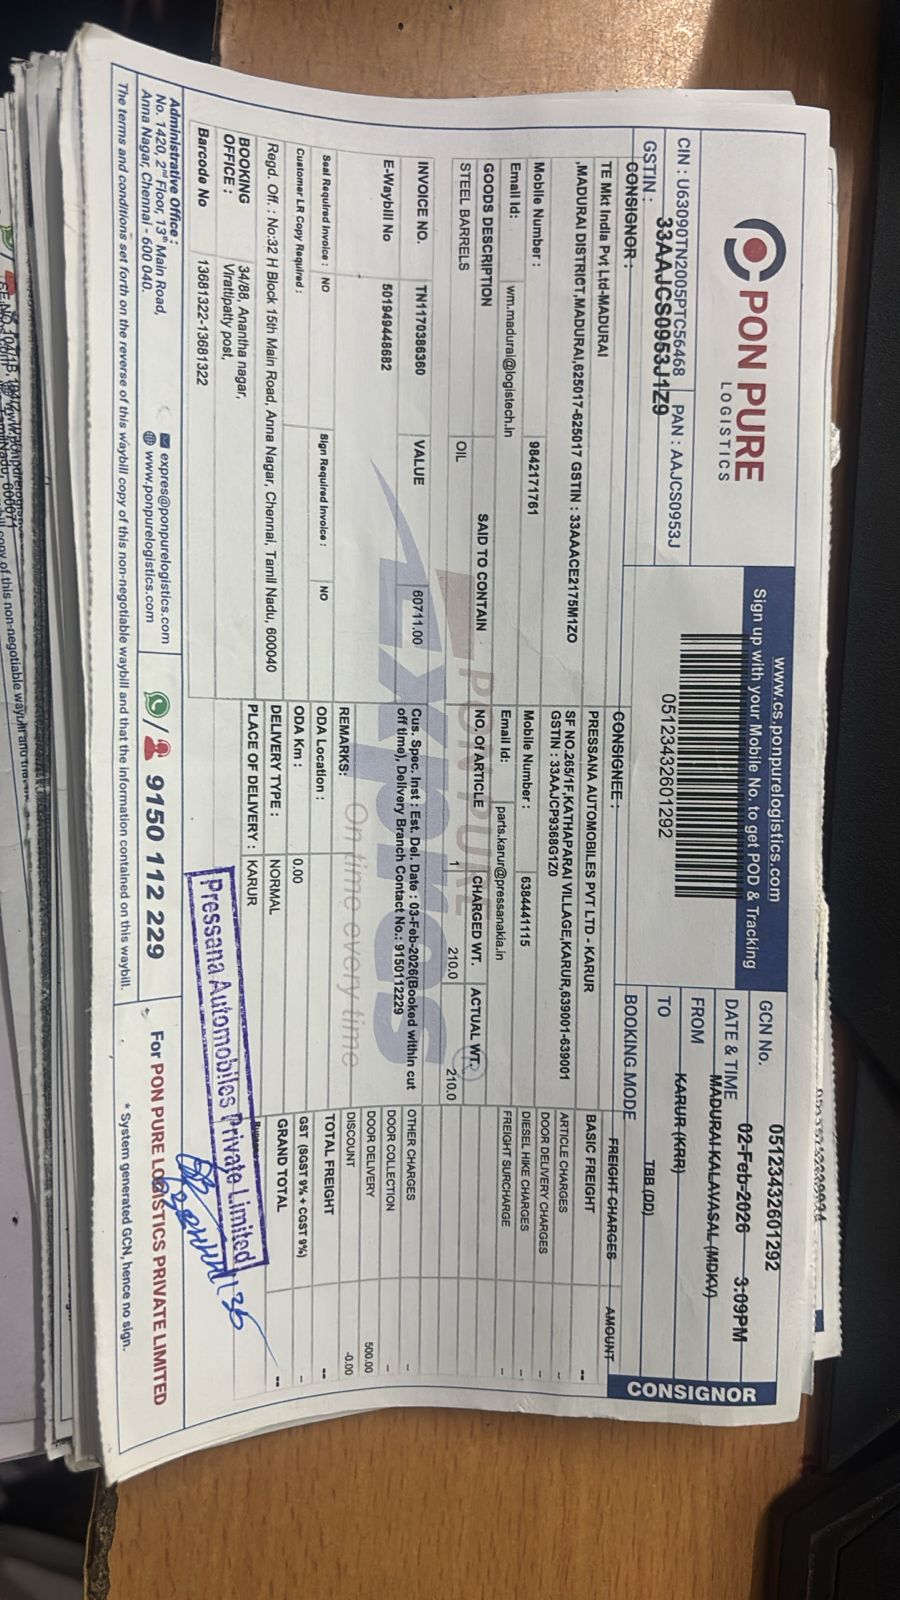 PON PURE
LOGISTICS
CIN : U63090TN2005PTC56468 PAN : AAJCS0953J
GSTIN : 33AAJCS0953J1Z9
www.cs.ponpurelogistics.com
Sign up with your Mobile No. to get POD & Tracking
05123432601292
GCN No. 05123432601292
DATE & TIME 02-Feb-2026 3:09PM
FROM MADURAI KALAVASAL (MDKV)
TO KARUR (KRR)
BOOKING MODE TBB (DD)
CONSIGNOR
CONSIGNOR :
TE Mkt India Pvt Ltd-MADURAI
,MADURAI DISTRICT,MADURAI,625017-625017 GSTIN : 33AAACE2175M1ZO
Mobile Number : 9842171761
Email Id: wm.madurai@logistech.in
CONSIGNEE :
PRESSANA AUTOMOBILES PVT LTD - KARUR
SF NO.265/1F,KATHAPARAI VILLAGE,KARUR,639001-639001
GSTIN : 33AAJCP9368G1Z0
Mobile Number : 6384441115
Email Id: parts.karur@pressanakia.in
FREIGHT CHARGES AMOUNT
BASIC FREIGHT --
ARTICLE CHARGES -
DOOR DELIVERY CHARGES -
DIESEL HIKE CHARGES -
FREIGHT SURCHARGE -
GOODS DESCRIPTION SAID TO CONTAIN NO. OF ARTICLE CHARGED WT. ACTUAL WT.
STEEL BARRELS OIL 1 210.0 210.0
INVOICE NO. TN1170386360 VALUE 60711.00
E-Waybill No 501949448682
Cus. Spec. Inst : Est. Del. Date : 03-Feb-2026(Booked within cut
off time), Delivery Branch Contact No.: 9150112229
OTHER CHARGES -
DOOR COLLECTION -
DOOR DELIVERY 500.00
DISCOUNT -0.00
TOTAL FREIGHT --
GST (SGST 9% + CGST 9%) -
GRAND TOTAL --
PON PURE
Expres
On time every time
REMARKS:
Seal Required Invoice : NO Sign Required Invoice : NO
Customer LR Copy Required :
ODA Location :
ODA Km : 0.00
Regd. Off. : No:32 H Block 15th Main Road, Anna Nagar, Chennai, Tamil Nadu, 600040
DELIVERY TYPE : NORMAL
BOOKING OFFICE : 34/88, Anantha nagar,
Viratipatty post,
PLACE OF DELIVERY : KARUR
Barcode No 13681322-13681322
Pressana Automobiles Private Limited
Administrative Office :
No. 1420, 2nd Floor, 13th Main Road,
Anna Nagar, Chennai - 600 040.
expres@ponpurelogistics.com
www.ponpurelogistics.com
9150 112 229
For PON PURE LOGISTICS PRIVATE LIMITED
The terms and conditions set forth on the reverse of this waybill copy of this non-negotiable waybill and that the information contained on this waybill.
* System generated GCN, hence no sign.